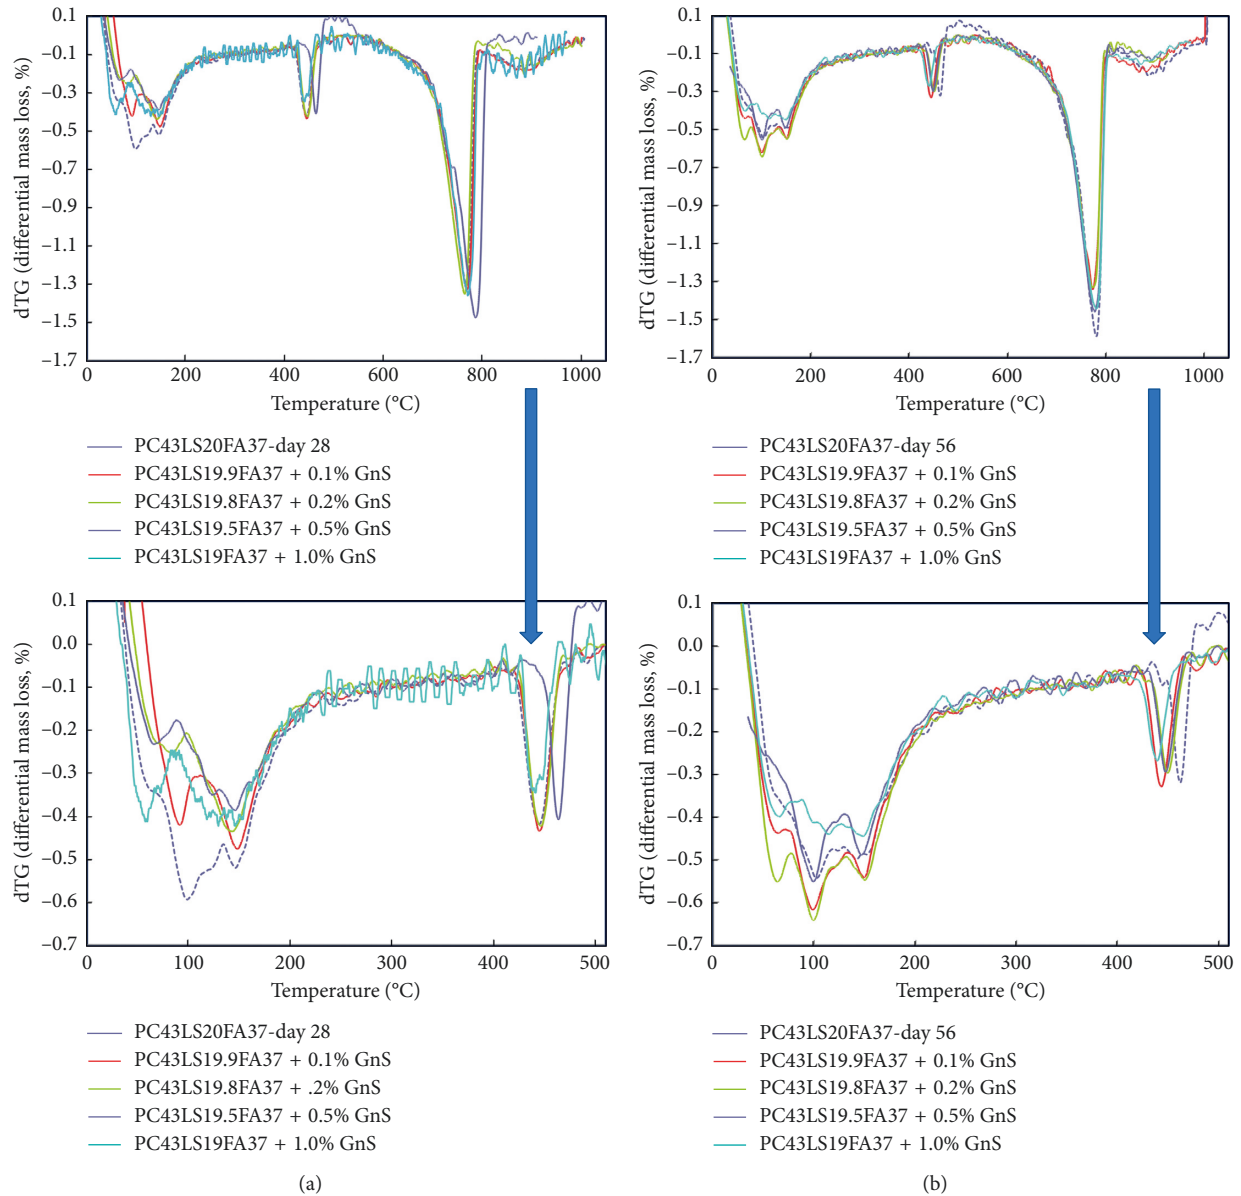 0.1
−0.1
−0.3
−0.5
−0.7
−0.9
−1.1
−1.3
−1.5
−1.7
dTG (differential mass loss, %)
0 200 400 600 800 1000
Temperature (°C)
PC43LS20FA37-day 28
PC43LS19.9FA37 + 0.1% GnS
PC43LS19.8FA37 + 0.2% GnS
PC43LS19.5FA37 + 0.5% GnS
PC43LS19FA37 + 1.0% GnS
0.1
0.0
−0.1
−0.2
−0.3
−0.4
−0.5
−0.6
−0.7
dTG (differential mass loss, %)
0 100 200 300 400 500
Temperature (°C)
PC43LS20FA37-day 28
PC43LS19.9FA37 + 0.1% GnS
PC43LS19.8FA37 + .2% GnS
PC43LS19.5FA37 + 0.5% GnS
PC43LS19FA37 + 1.0% GnS
(a)
0.1
−0.1
−0.3
−0.5
−0.7
−0.9
−1.1
−1.3
−1.5
−1.7
dTG (differential mass loss, %)
0 200 400 600 800 1000
Temperature (°C)
PC43LS20FA37-day 56
PC43LS19.9FA37 + 0.1% GnS
PC43LS19.8FA37 + 0.2% GnS
PC43LS19.5FA37 + 0.5% GnS
PC43LS19FA37 + 1.0% GnS
0.1
0.0
−0.1
−0.2
−0.3
−0.4
−0.5
−0.6
−0.7
dTG (differential mass loss, %)
0 100 200 300 400 500
Temperature (°C)
PC43LS20FA37-day 56
PC43LS19.9FA37 + 0.1% GnS
PC43LS19.8FA37 + 0.2% GnS
PC43LS19.5FA37 + 0.5% GnS
PC43LS19FA37 + 1.0% GnS
(b)